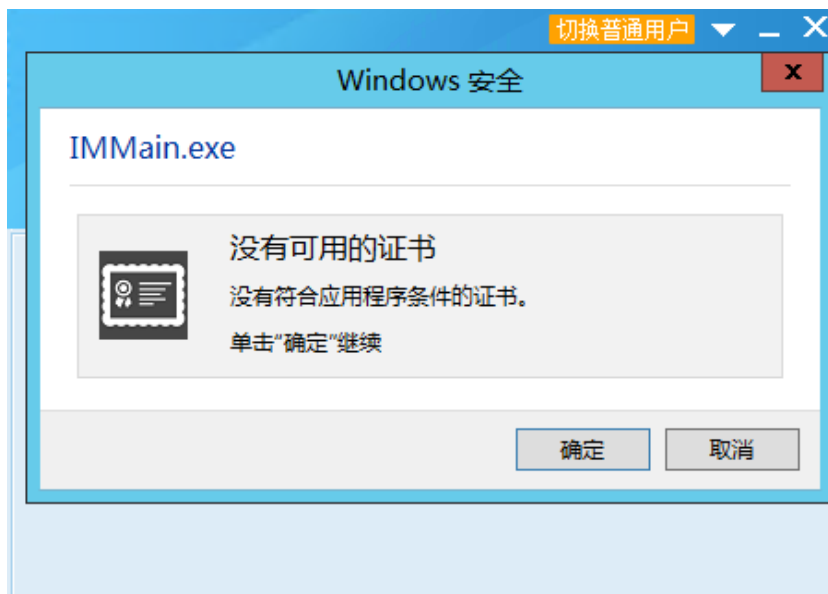 切换普通用户
Windows 安全
IMMain.exe
没有可用的证书
没有符合应用程序条件的证书。
单击“确定”继续
确定
取消